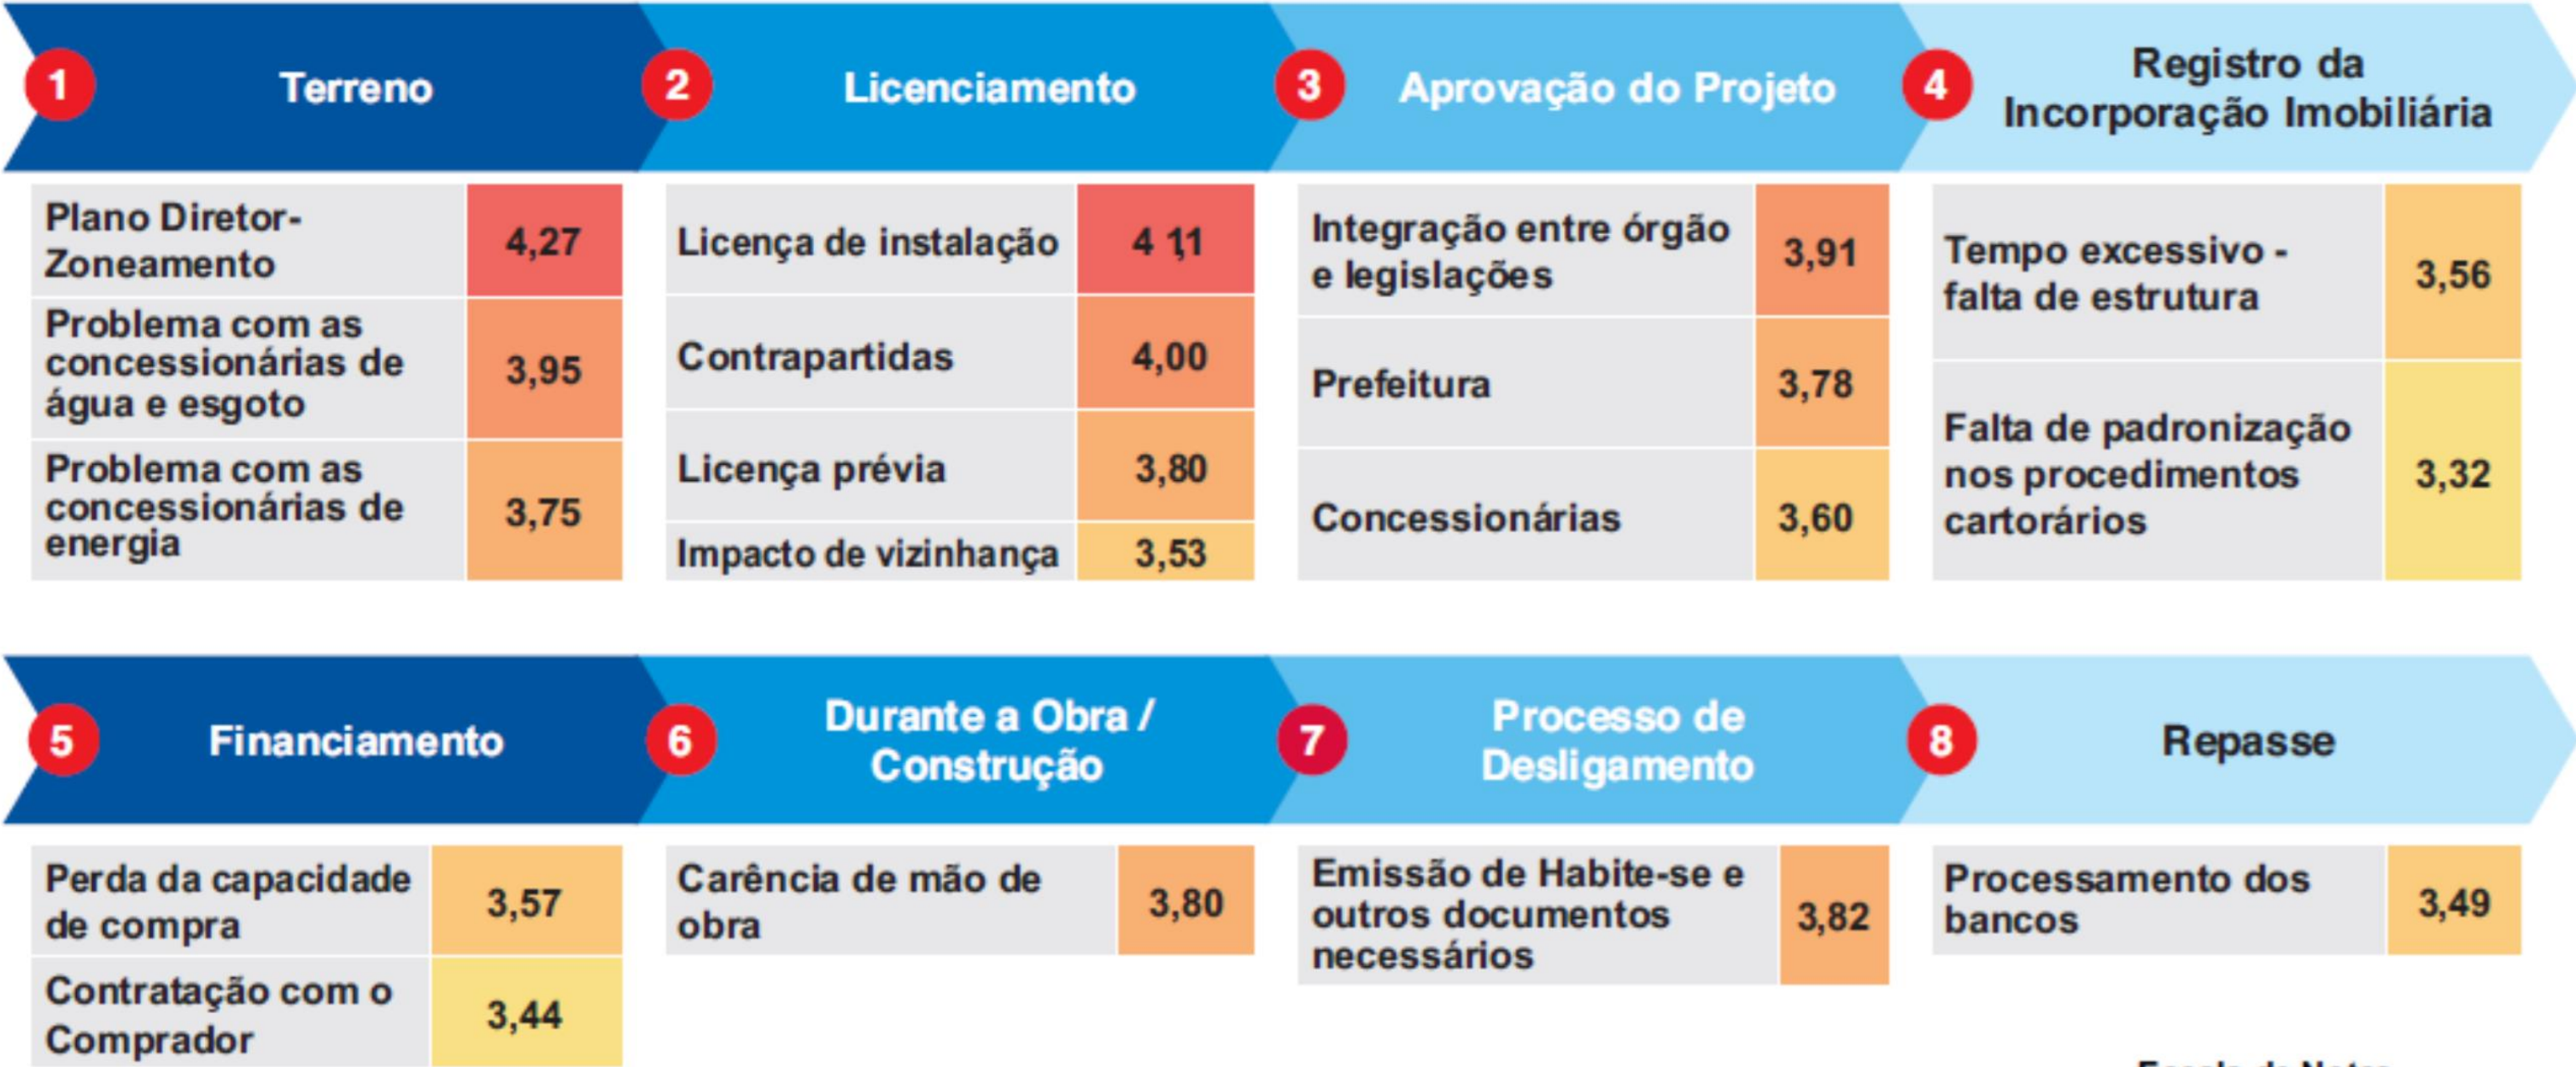 1
Terreno
2
Licenciamento
3
Aprovação do Projeto
4
Registro da
Incorporação Imobiliária
Plano Diretor-
Zoneamento
4,27
Problema com as
concessionárias de
água e esgoto
3,95
Problema com as
concessionárias de
energia
3,75
Licença de instalação
4,11
Contrapartidas
4,00
Licença prévia
3,80
Impacto de vizinhança
3,53
Integração entre órgão
e legislações
3,91
Prefeitura
3,78
Concessionárias
3,60
Tempo excessivo -
falta de estrutura
3,56
Falta de padronização
nos procedimentos
cartorários
3,32
5
Financiamento
6
Durante a Obra /
Construção
7
Processo de
Desligamento
8
Repasse
Perda da capacidade
de compra
3,57
Contratação com o
Comprador
3,44
Carência de mão de
obra
3,80
Emissão de Habite-se e
outros documentos
necessários
3,82
Processamento dos
bancos
3,49